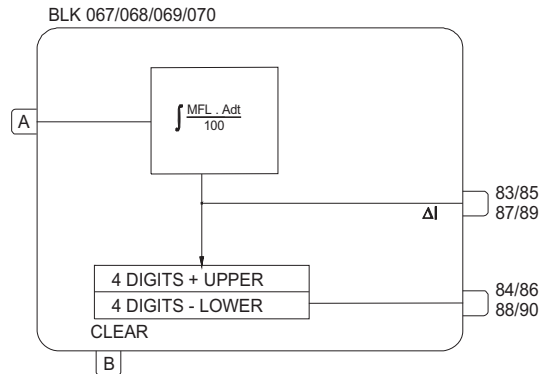 BLK 067/068/069/070
A
∫ MFL . Adt
100
83/85
ΔI 87/89
4 DIGITS + UPPER
84/86
4 DIGITS - LOWER
88/90
CLEAR
B